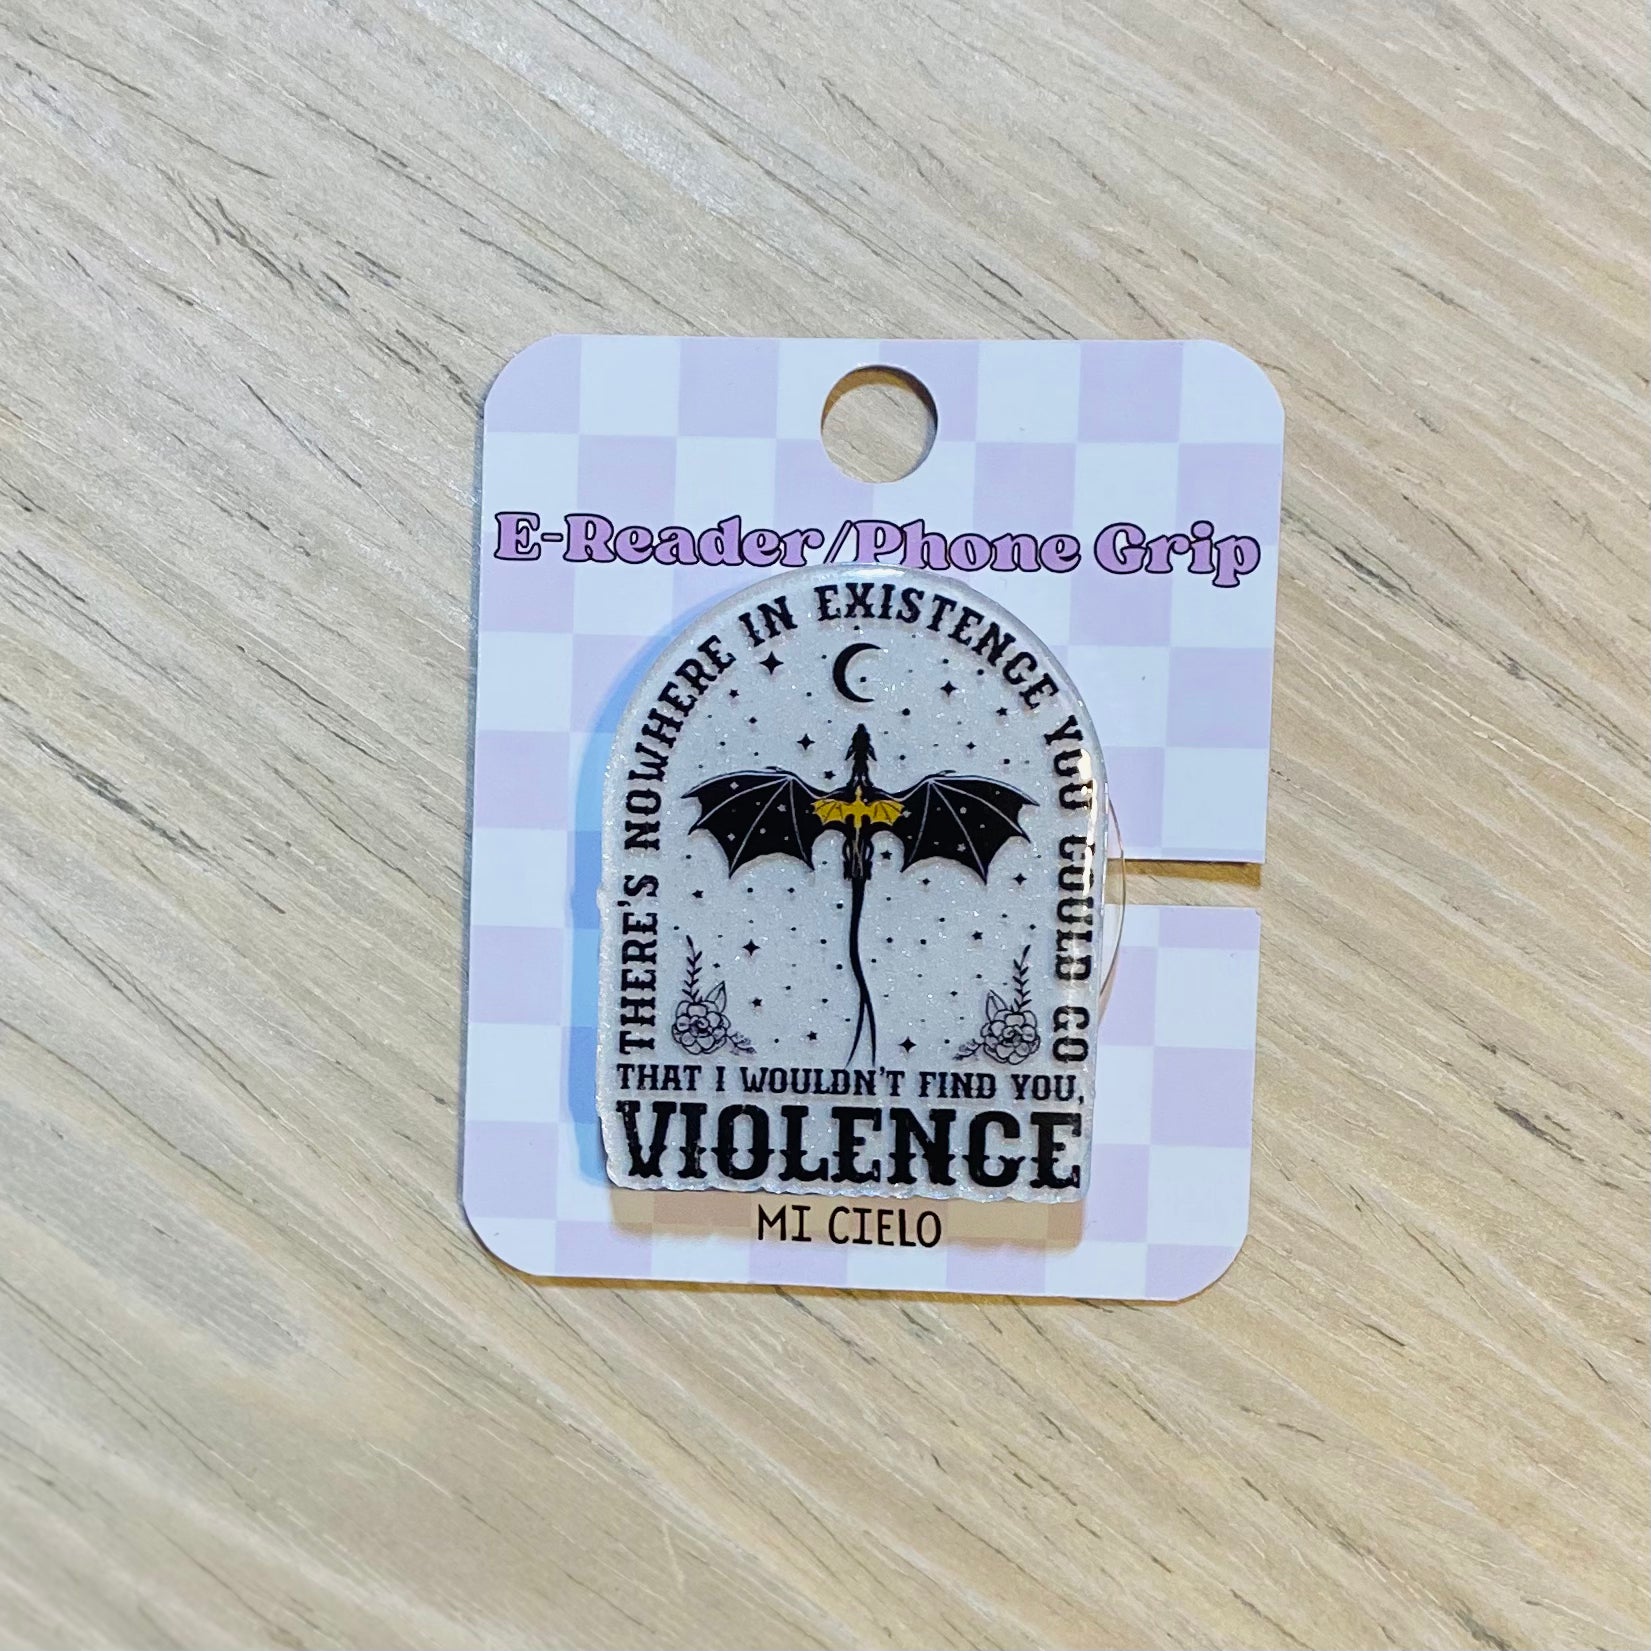 E-Reader/Phone Grip
THERE'S NOWHERE IN EXISTENCE YOU COULD GO
THAT I WOULDN'T FIND YOU,
VIOLENCE
MI CIELO